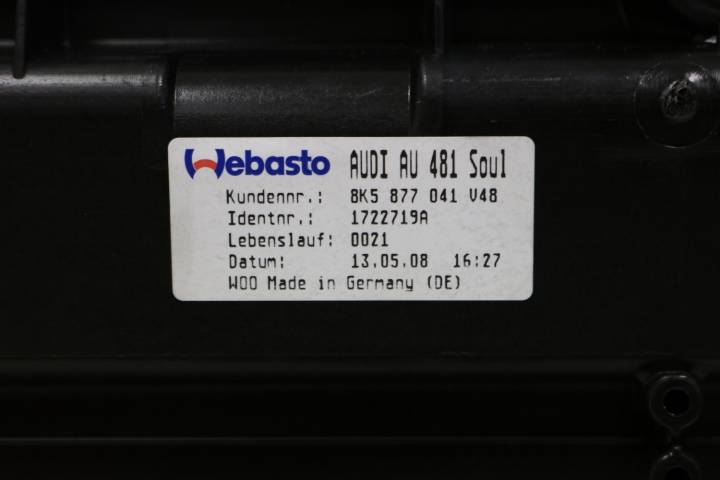 Webasto AUDI AU 481 Soul
Kundennr.: 8K5 877 041 V48
Identnr.: 1722719A
Lebenslauf: 0021
Datum: 13.05.08 16:27
WOO Made in Germany (DE)